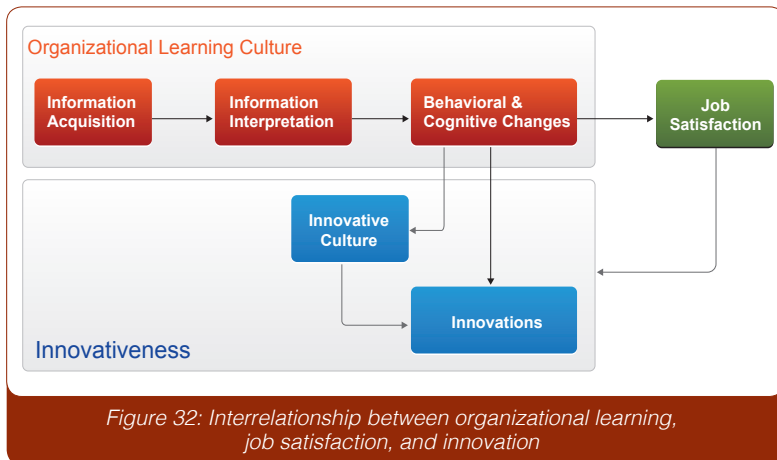 Organizational Learning Culture
Information
Acquisition
Information
Interpretation
Behavioral &
Cognitive Changes
Job
Satisfaction
Innovative
Culture
Innovations
Innovativeness
Figure 32: Interrelationship between organizational learning,
job satisfaction, and innovation